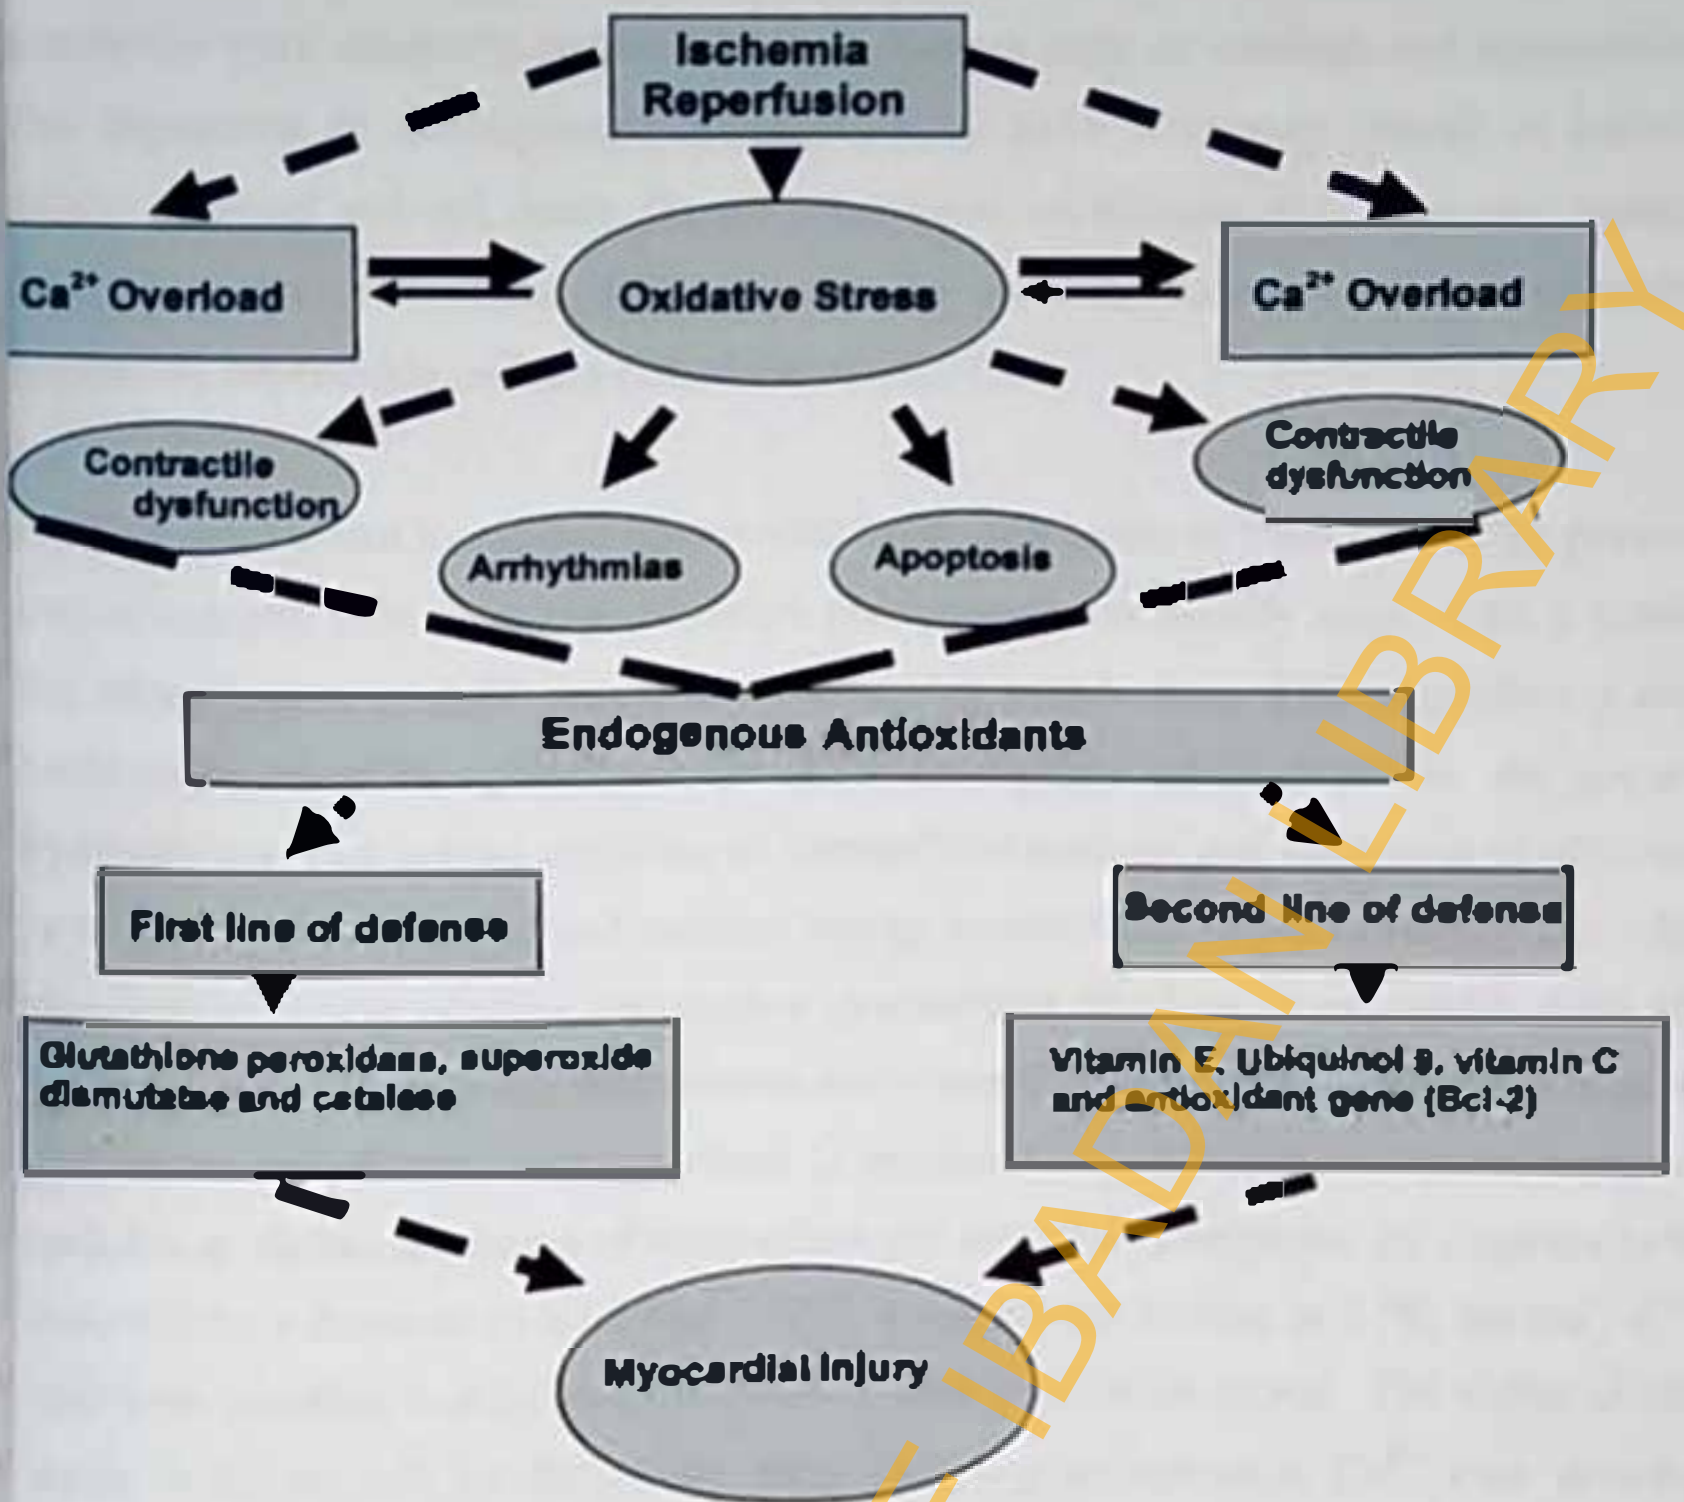 Ischemia
Reperfusion
Ca²⁺ Overload
Oxidative Stress
Ca²⁺ Overload
Contractile
dysfunction
Contractile
dysfunction
Arrhythmias
Apoptosis
Endogenous Antioxidants
First line of defense
Second line of defense
Glutathione peroxidase, superoxide
dismutatae and catalase
Vitamin E, Ubiquinol 9, vitamin C
and antioxidant gene (Bcl-2)
Myocardial Injury
IBADAN LIBRARY